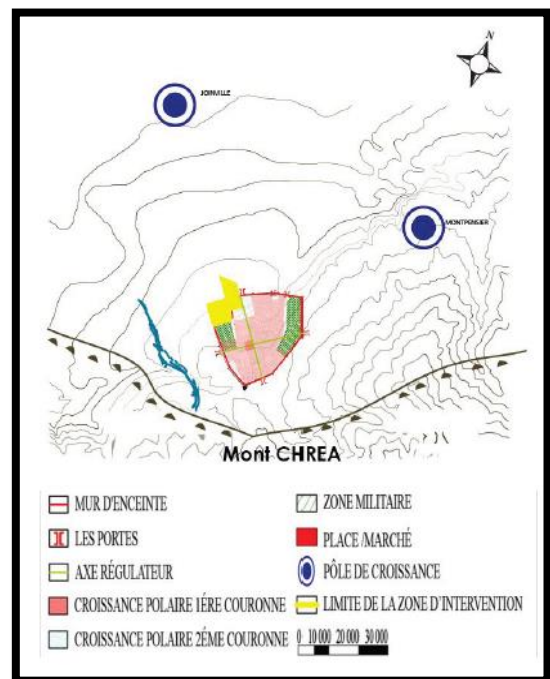 N
JOINVILLE
MONTPENSIER
Mont CHREA
MUR D'ENCEINTE
LES PORTES
AXE RÉGULATEUR
CROISSANCE POLAIRE 1ÉRE COURONNE
CROISSANCE POLAIRE 2ÉME COURONNE
ZONE MILITAIRE
PLACE /MARCHÉ
PÔLE DE CROISSANCE
LIMITE DE LA ZONE D'INTERVENTION
0 10 000 20 000 30 000